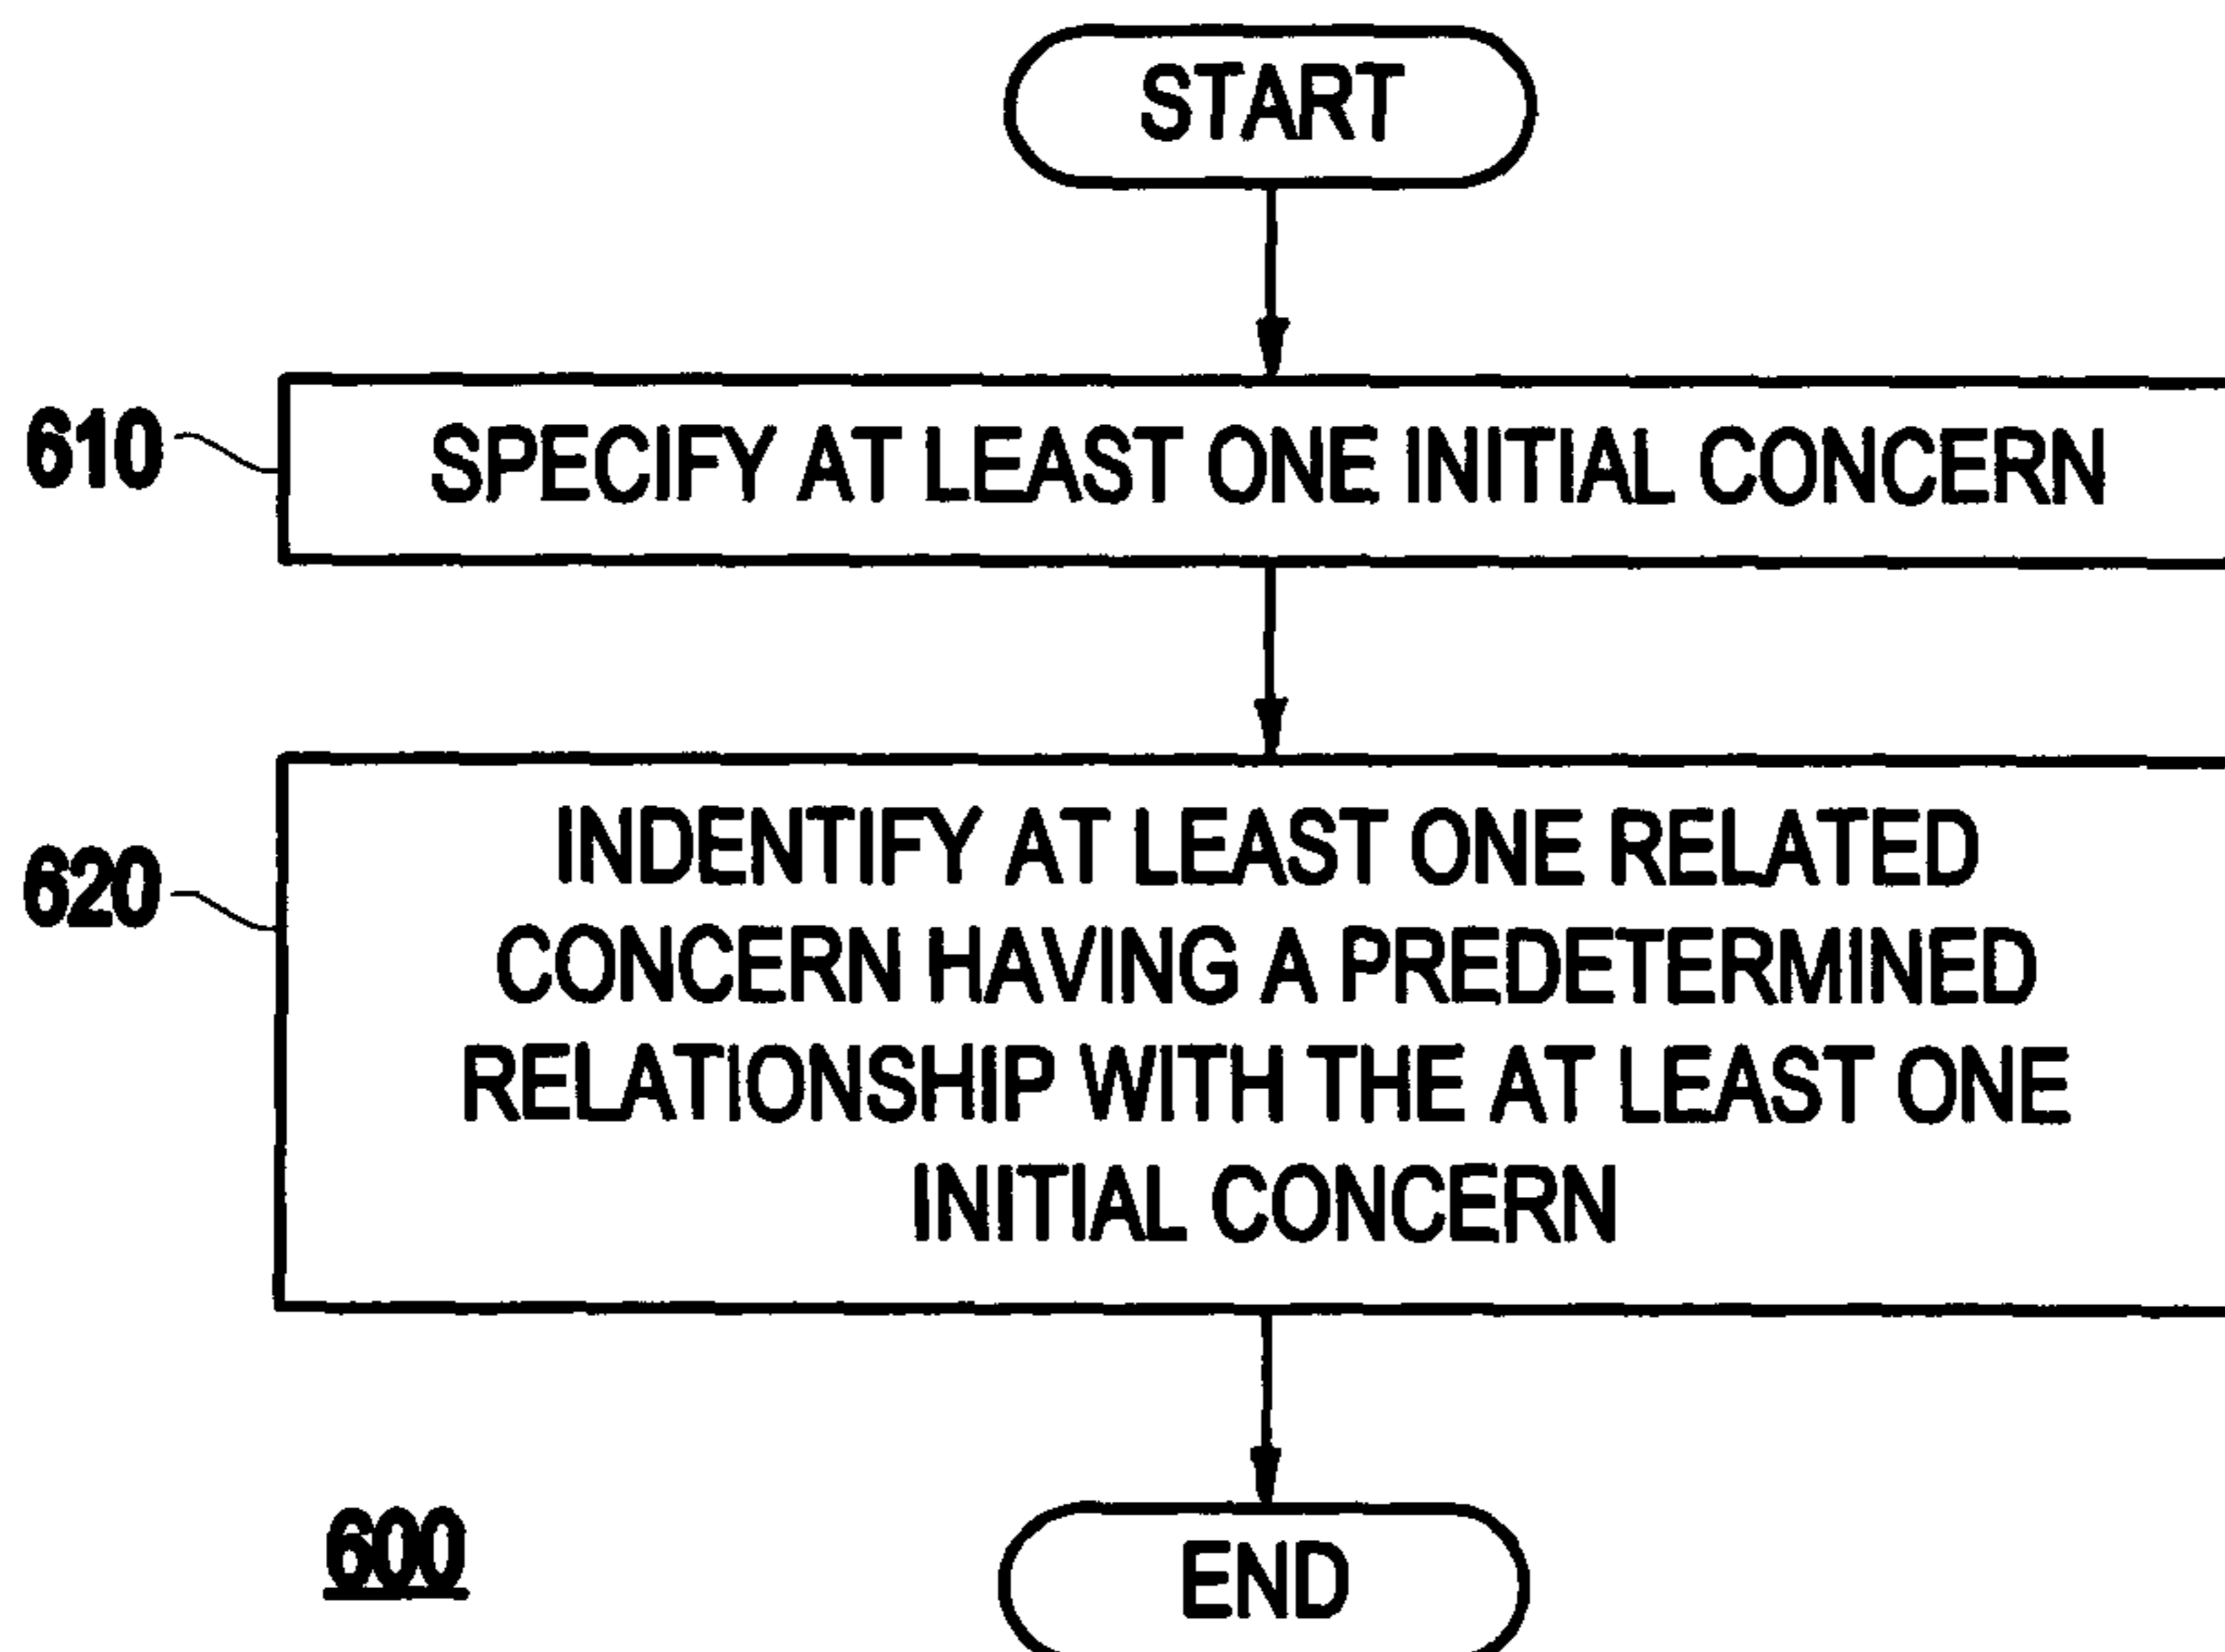 START
610
SPECIFY AT LEAST ONE INITIAL CONCERN
620
INDENTIFY AT LEAST ONE RELATED
CONCERN HAVING A PREDETERMINED
RELATIONSHIP WITH THE AT LEAST ONE
INITIAL CONCERN
600
END